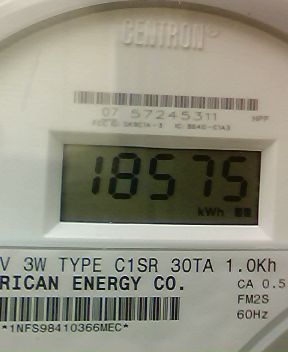 CENTRON®
07 57245311
HPP
18575
kWh
V 3W TYPE C1SR 30TA 1.0Kh
RICAN ENERGY CO.
CA 0.5
FM2S
60Hz
*1NFS98410366MEC*